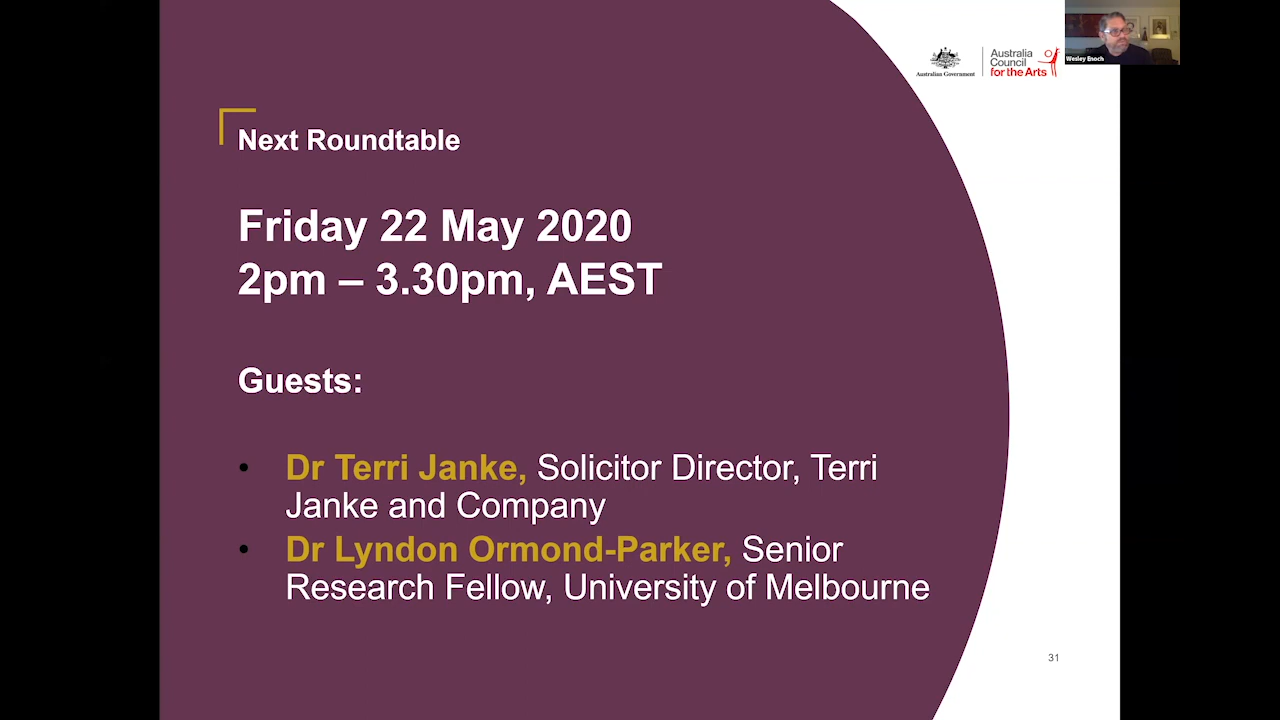 Australian Government
Australia
Council
for the Arts
Wesley Enoch
Next Roundtable
Friday 22 May 2020
2pm – 3.30pm, AEST
Guests:
• Dr Terri Janke, Solicitor Director, Terri
Janke and Company
• Dr Lyndon Ormond-Parker, Senior
Research Fellow, University of Melbourne
31